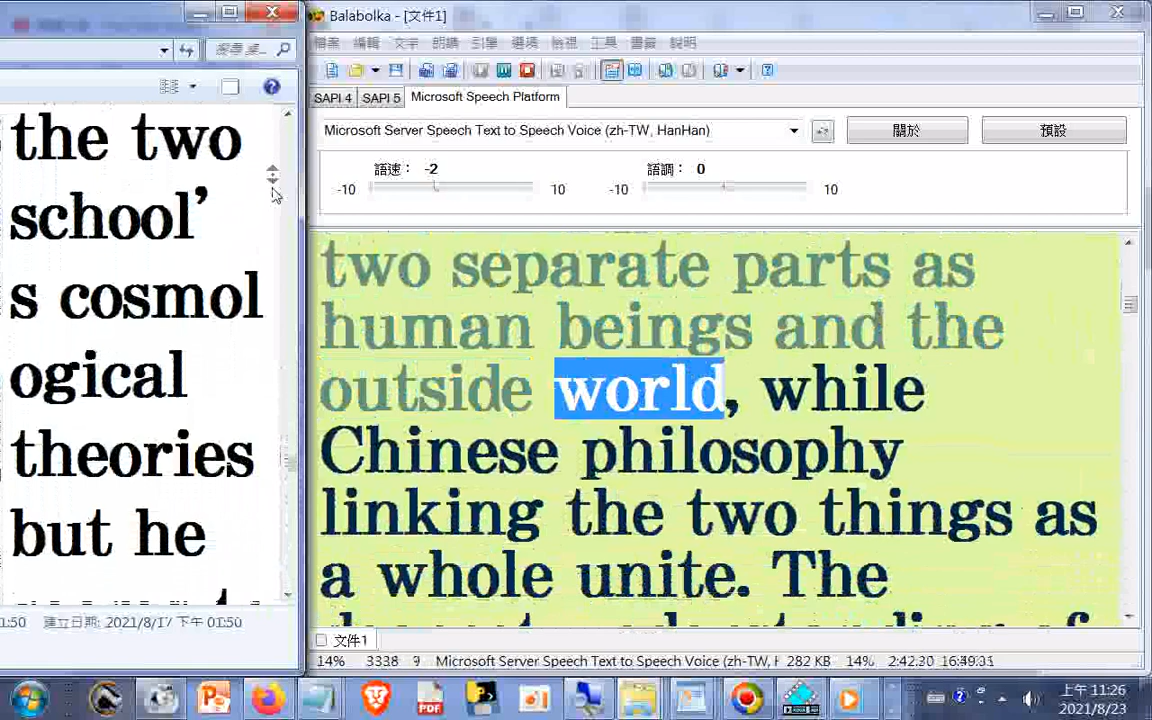 the two
school’
s cosmol
ogical
theories
but he
建立日期: 2021/8/17 下午 01:50
Balabolka - [文件1]
檔案 編輯 文字 朗讀 引擎 選項 檢視 工具 書籤 說明
SAPI 4 SAPI 5 Microsoft Speech Platform
Microsoft Server Speech Text to Speech Voice (zh-TW, HanHan)
關於 預設
語速： -2 語調： 0
-10 10 -10 10
two separate parts as
human beings and the
outside world, while
Chinese philosophy
linking the two things as
a whole unite. The
文件1
14% 3338 Microsoft Server Speech Text to Speech Voice (zh-TW, 282 KB 14% 2:42.30
上午 11:26
2021/8/23